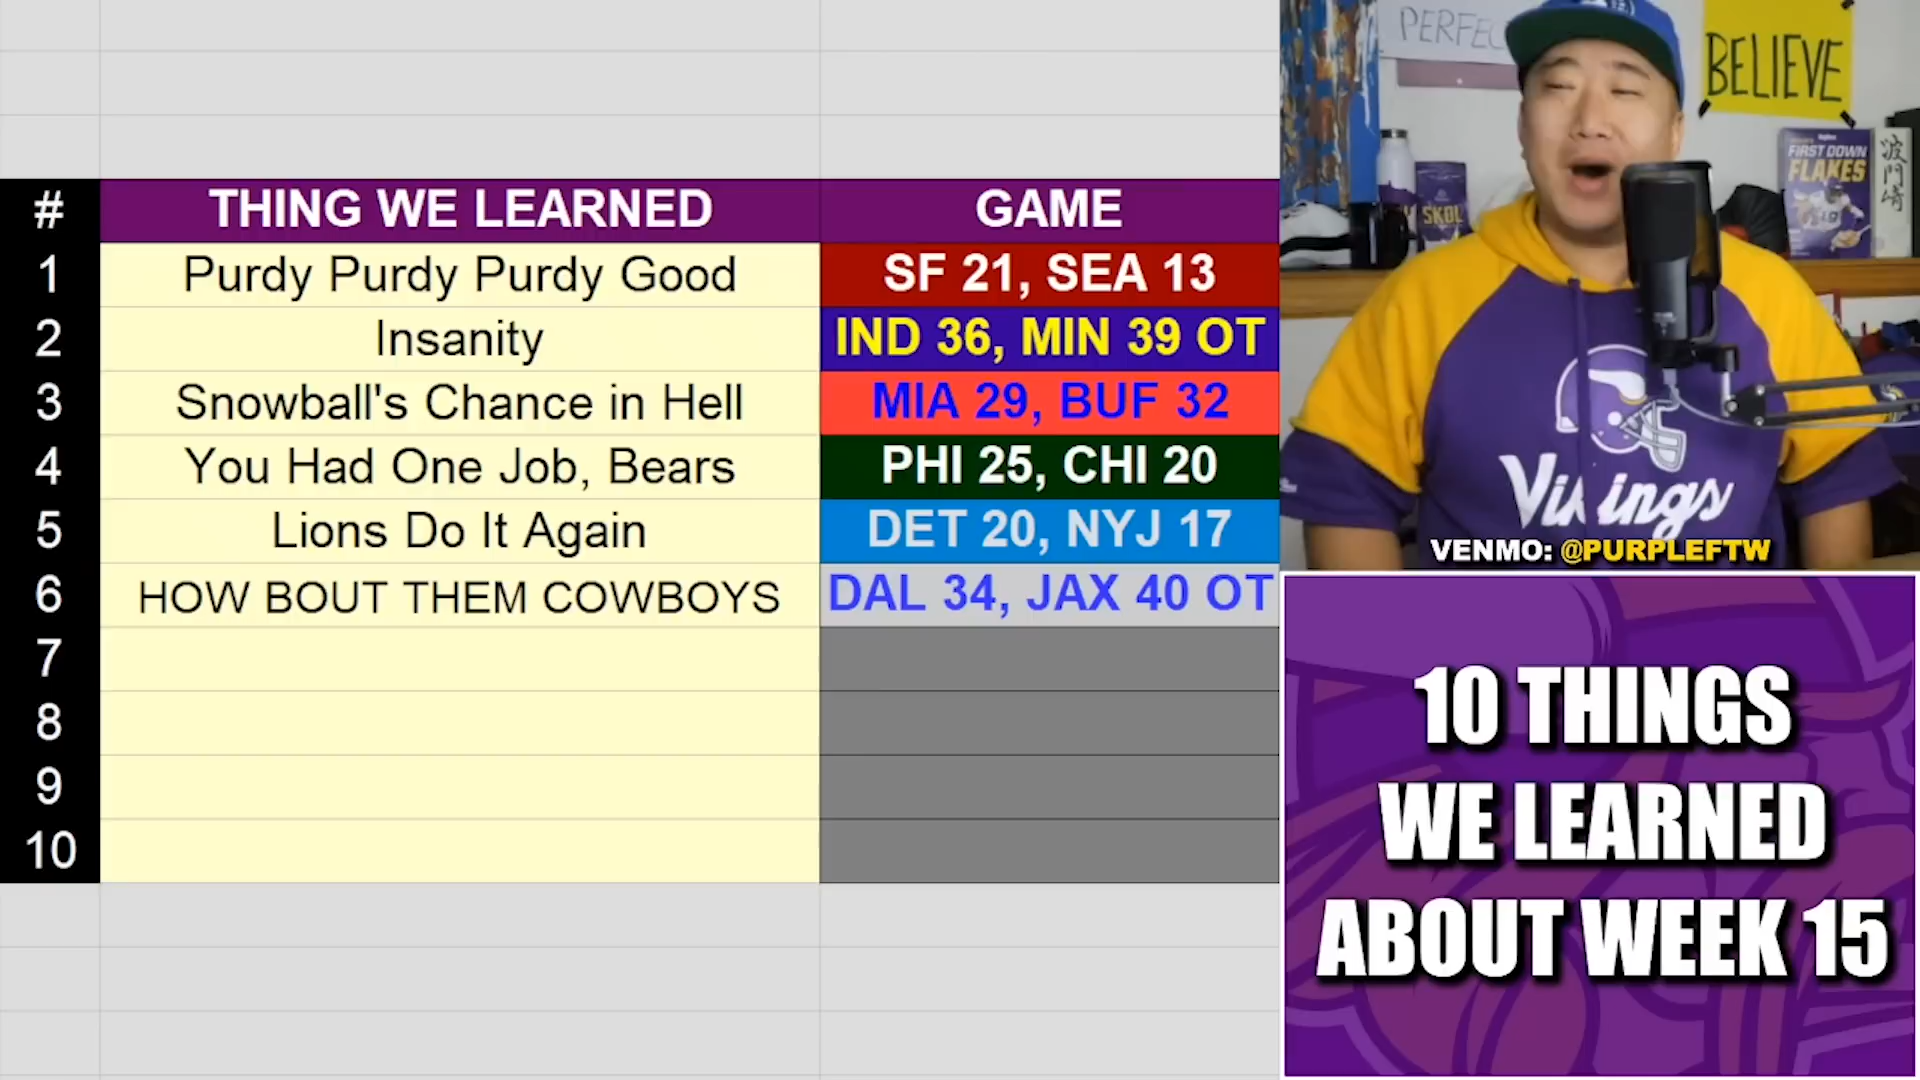 # THING WE LEARNED GAME
1 Purdy Purdy Purdy Good SF 21, SEA 13
2 Insanity IND 36, MIN 39 OT
3 Snowball's Chance in Hell MIA 29, BUF 32
4 You Had One Job, Bears PHI 25, CHI 20
5 Lions Do It Again DET 20, NYJ 17
6 HOW BOUT THEM COWBOYS DAL 34, JAX 40 OT
7
8
9
10
BELIEVE
FIRST DOWN
FLAKES
SKOL
Vikings
VENMO: @PURPLEFTW
10 THINGS
WE LEARNED
ABOUT WEEK 15